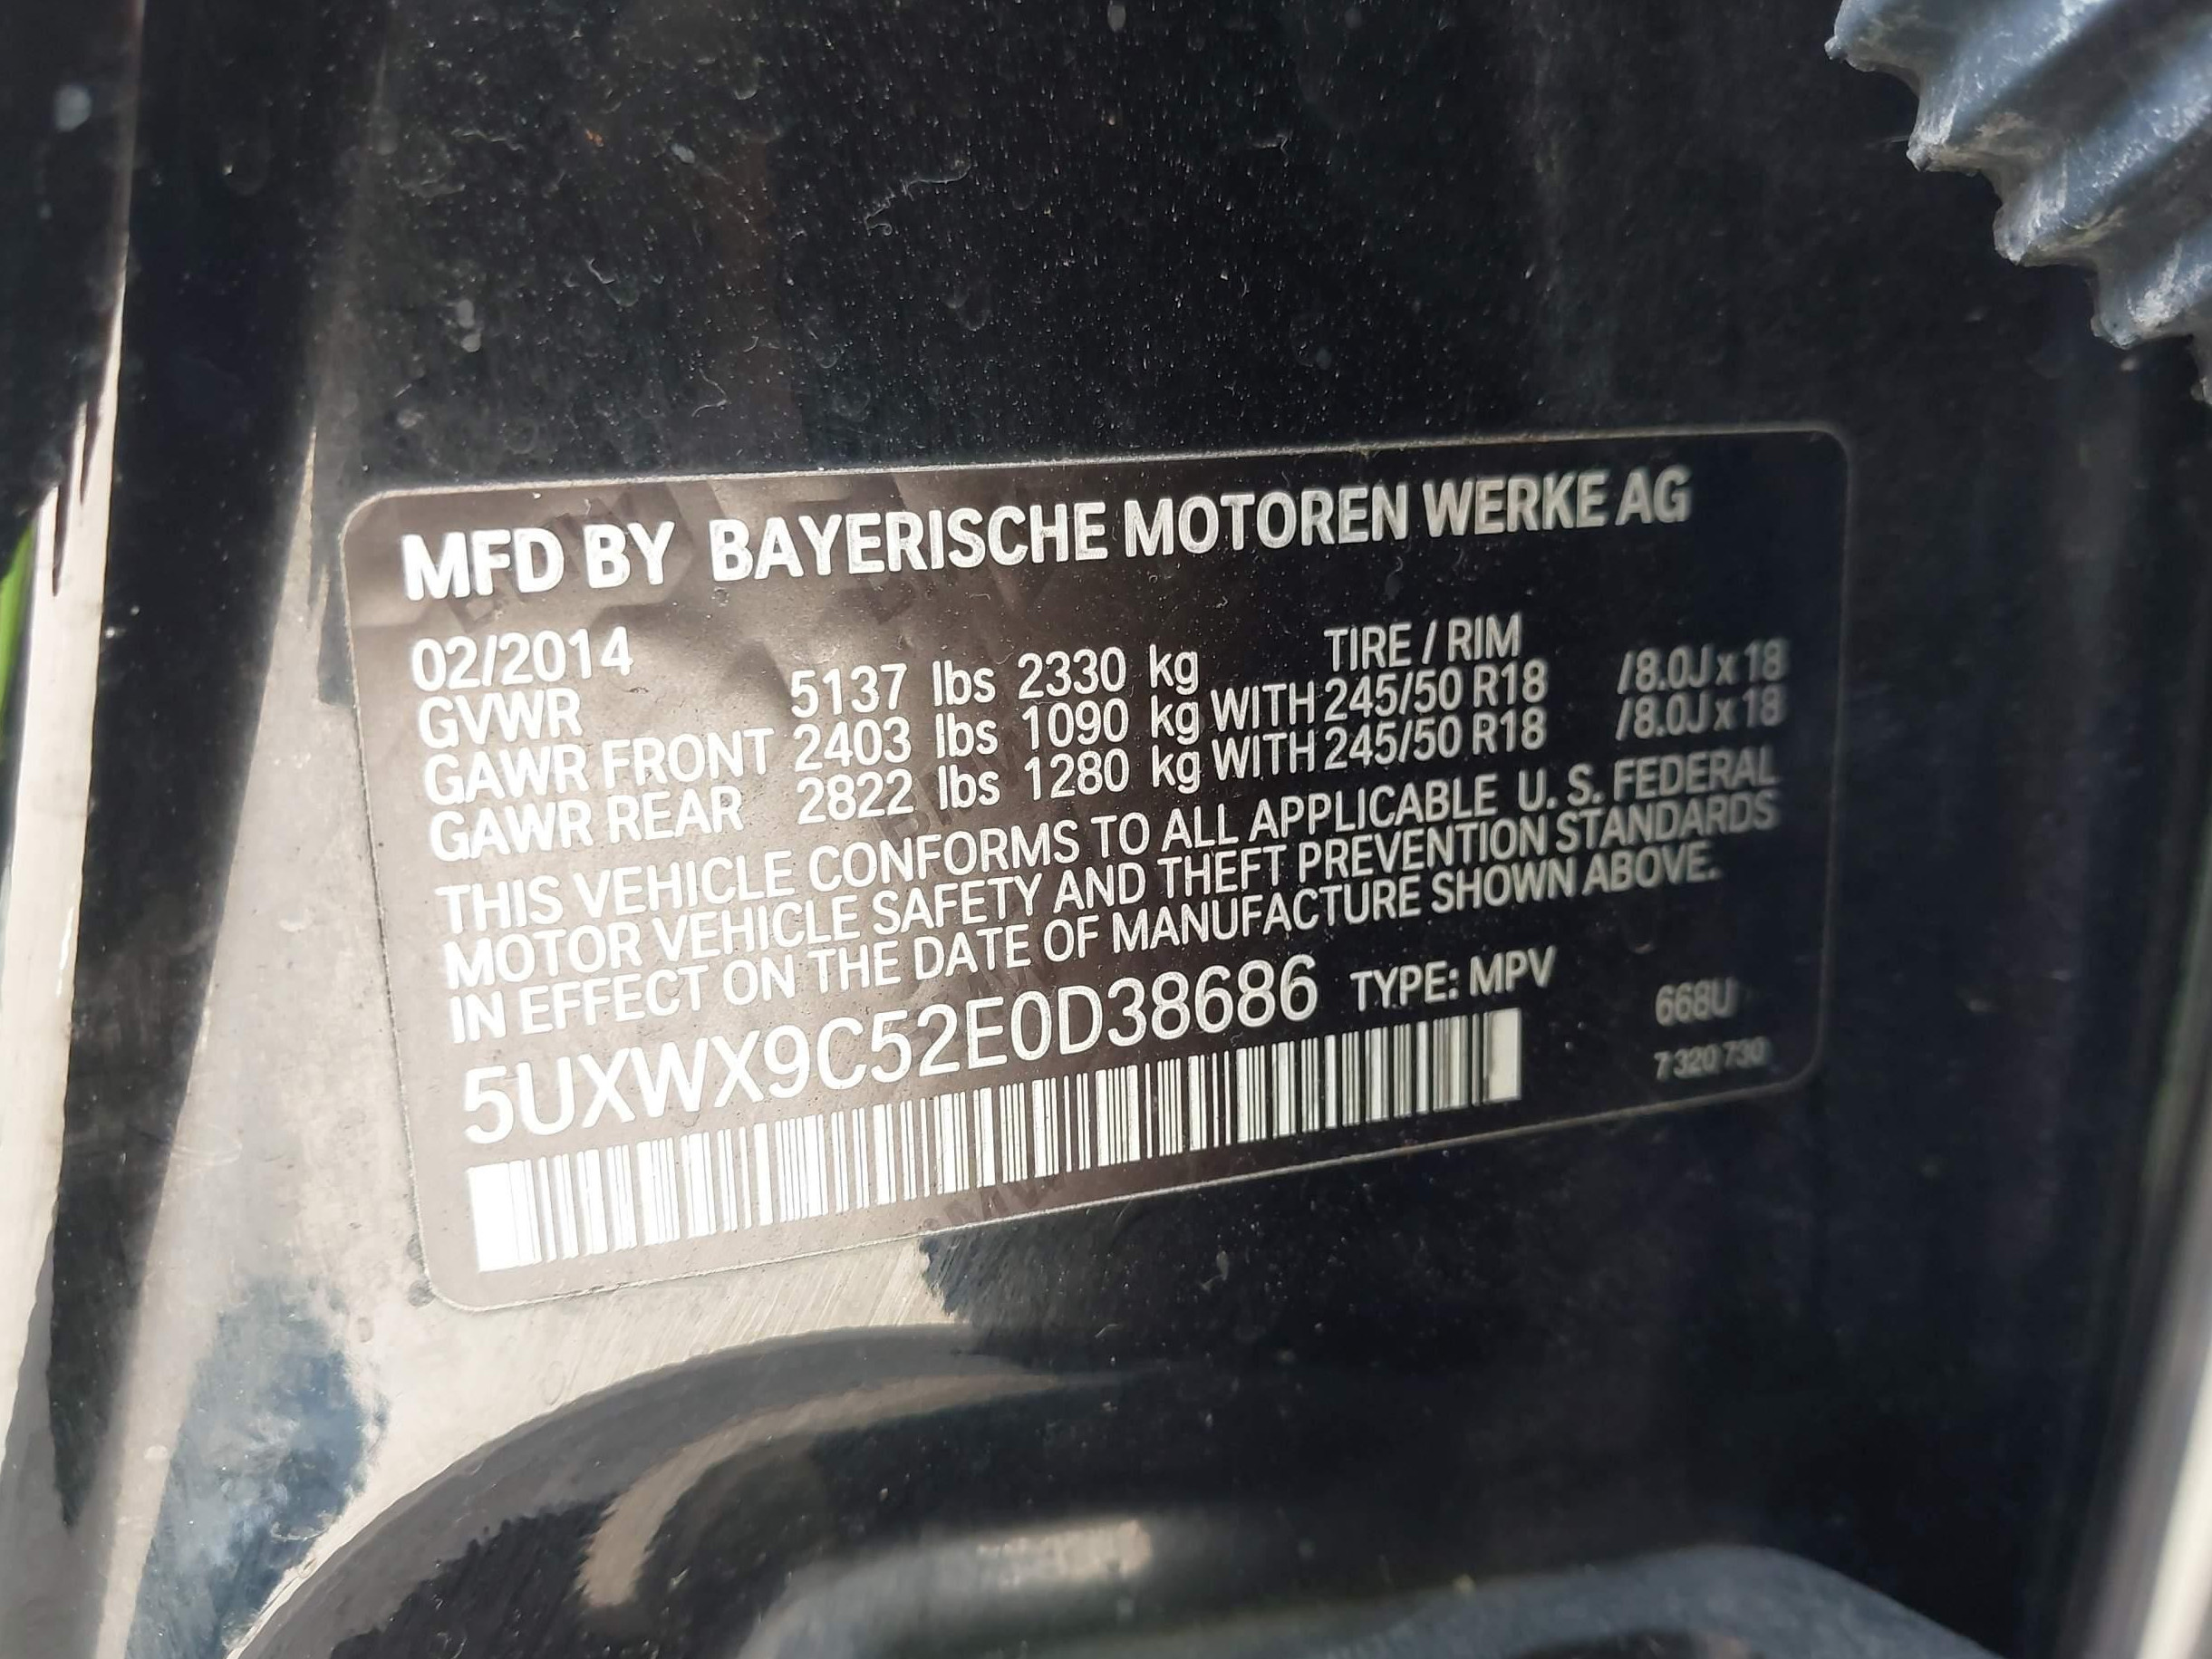 MFD BY BAYERISCHE MOTOREN WERKE AG
02/2014 TIRE / RIM
GVWR 5137 lbs 2330 kg
GAWR FRONT 2403 lbs 1090 kg WITH 245/50 R18 /8.0J x 18
GAWR REAR 2822 lbs 1280 kg WITH 245/50 R18 /8.0J x 18
THIS VEHICLE CONFORMS TO ALL APPLICABLE U. S. FEDERAL
MOTOR VEHICLE SAFETY AND THEFT PREVENTION STANDARDS
IN EFFECT ON THE DATE OF MANUFACTURE SHOWN ABOVE.
5UXWX9C52E0D38686 TYPE: MPV
668U
7 320 730